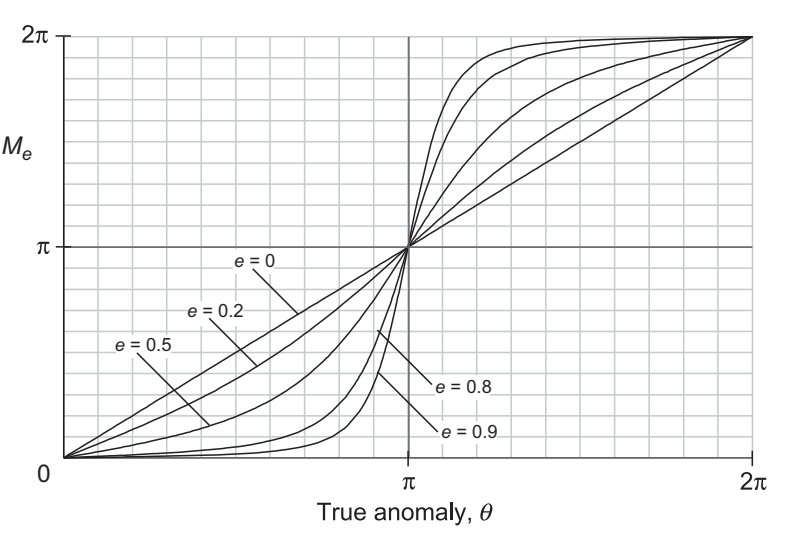 2π
Mₑ
π
e = 0
e = 0.2
e = 0.5
e = 0.8
e = 0.9
0
π
2π
True anomaly, θ